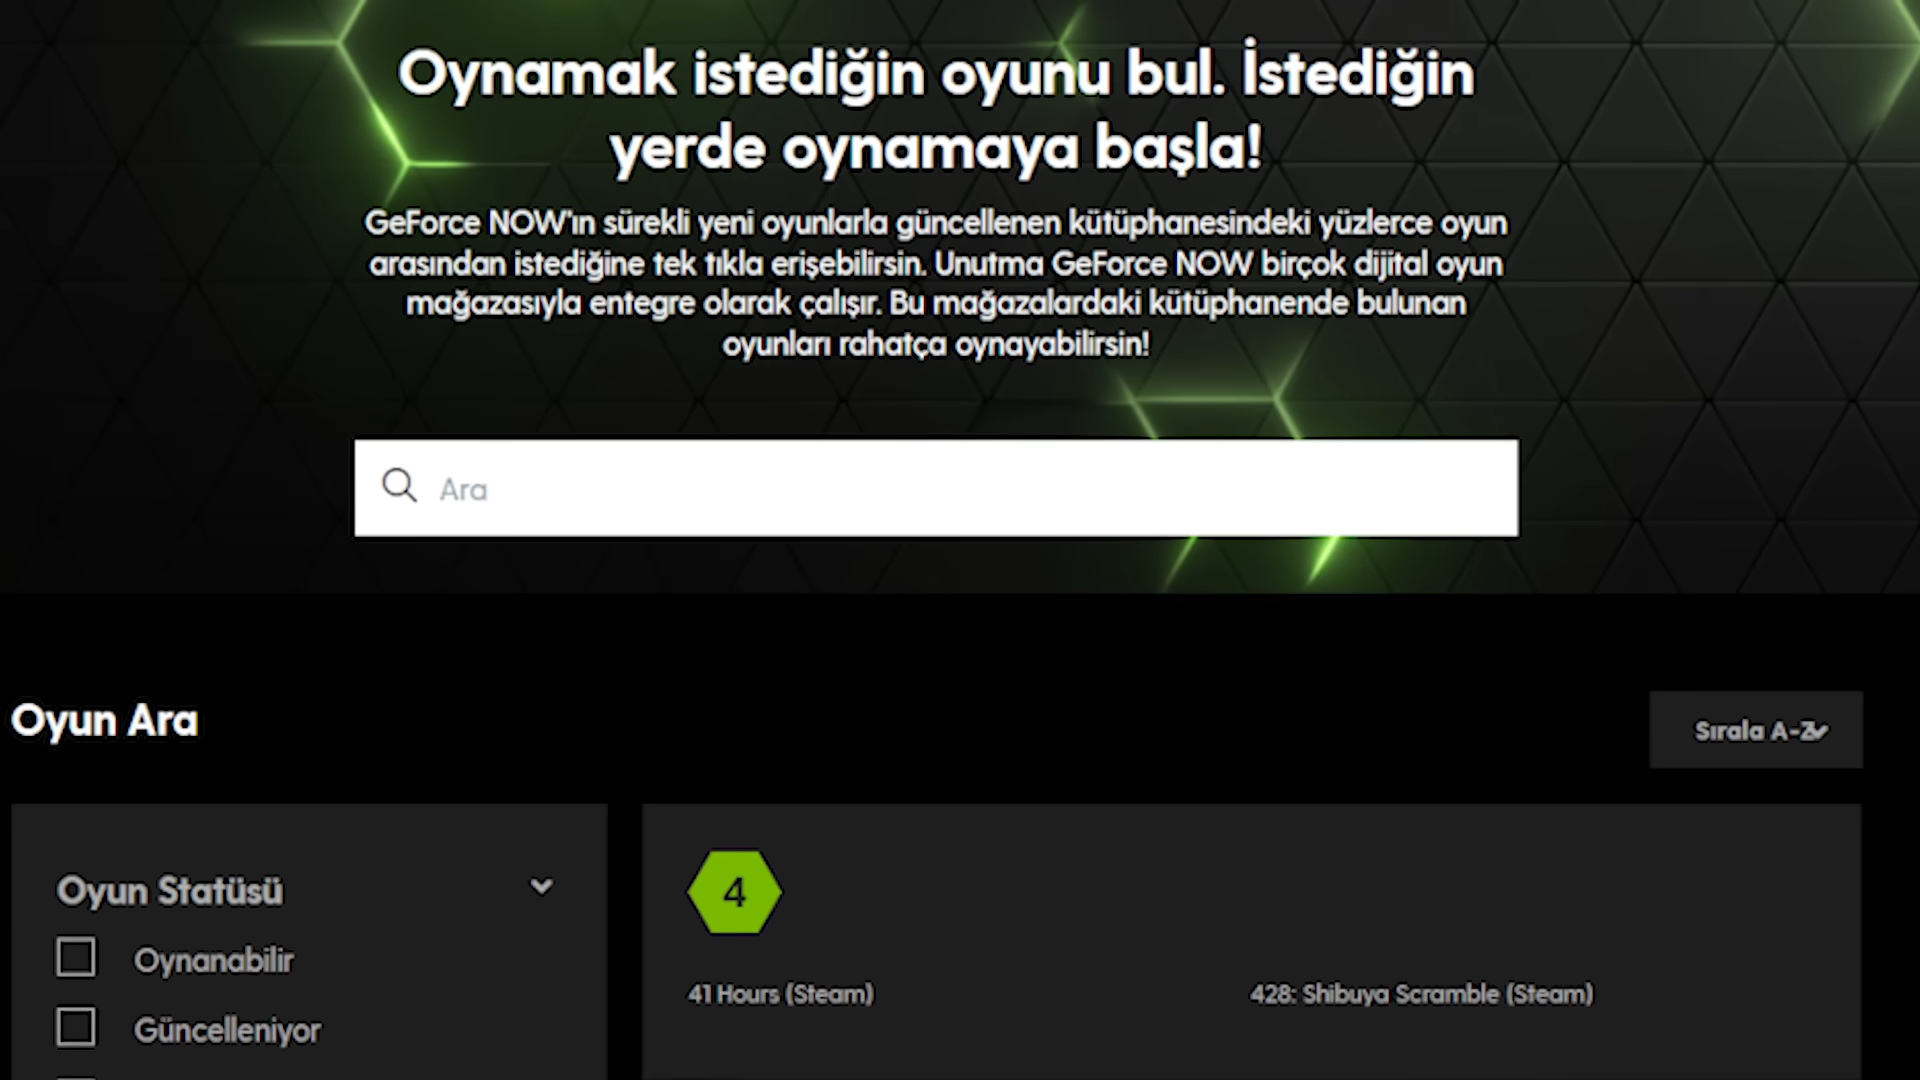 Oynamak istediğin oyunu bul. İstediğin
yerde oynamaya başla!
GeForce NOW'ın sürekli yeni oyunlarla güncellenen kütüphanesindeki yüzlerce oyun
arasından istediğine tek tıkla erişebilirsin. Unutma GeForce NOW birçok dijital oyun
mağazasıyla entegre olarak çalışır. Bu mağazalardaki kütüphanende bulunan
oyunları rahatça oynayabilirsin!
Ara
Oyun Ara
Sırala A-Z
Oyun Statüsü
Oynanabilir
Güncelleniyor
4
41 Hours (Steam)
428: Shibuya Scramble (Steam)